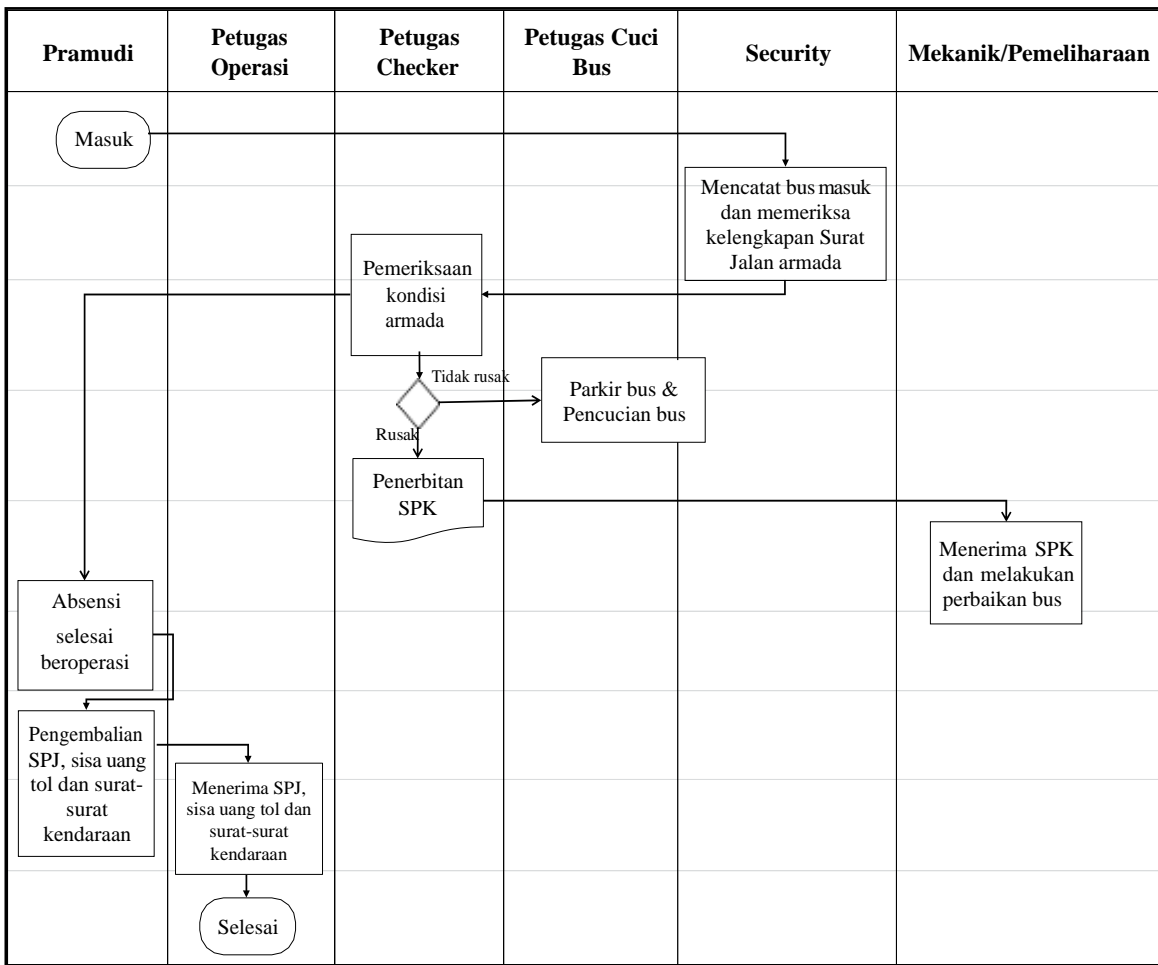 Pramudi
Petugas
Operasi
Petugas
Checker
Petugas Cuci
Bus
Security
Mekanik/Pemeliharaan
Masuk
Mencatat bus masuk
dan memeriksa
kelengkapan Surat
Jalan armada
Pemeriksaan
kondisi
armada
Tidak rusak
Parkir bus &
Pencucian bus
Rusak
Penerbitan
SPK
Menerima SPK
dan melakukan
perbaikan bus
Absensi
selesai
beroperasi
Pengembalian
SPJ, sisa uang
tol dan surat-
surat
kendaraan
Menerima SPJ,
sisa uang tol dan
surat-surat
kendaraan
Selesai